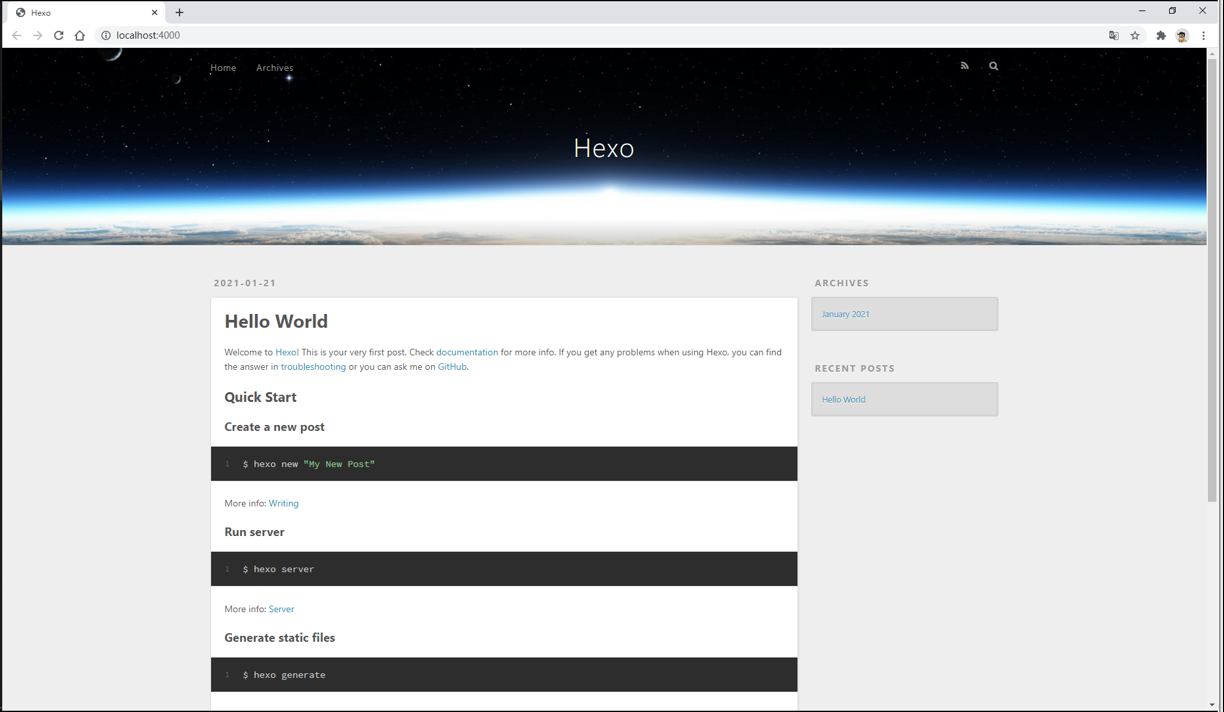 Hexo
localhost:4000
Home Archives
Hexo
2021-01-21
Hello World
Welcome to Hexo! This is your very first post. Check documentation for more info. If you get any problems when using Hexo, you can find
the answer in troubleshooting or you can ask me on GitHub.
Quick Start
Create a new post
1 $ hexo new "My New Post"
More info: Writing
Run server
1 $ hexo server
More info: Server
Generate static files
1 $ hexo generate
ARCHIVES
January 2021
RECENT POSTS
Hello World